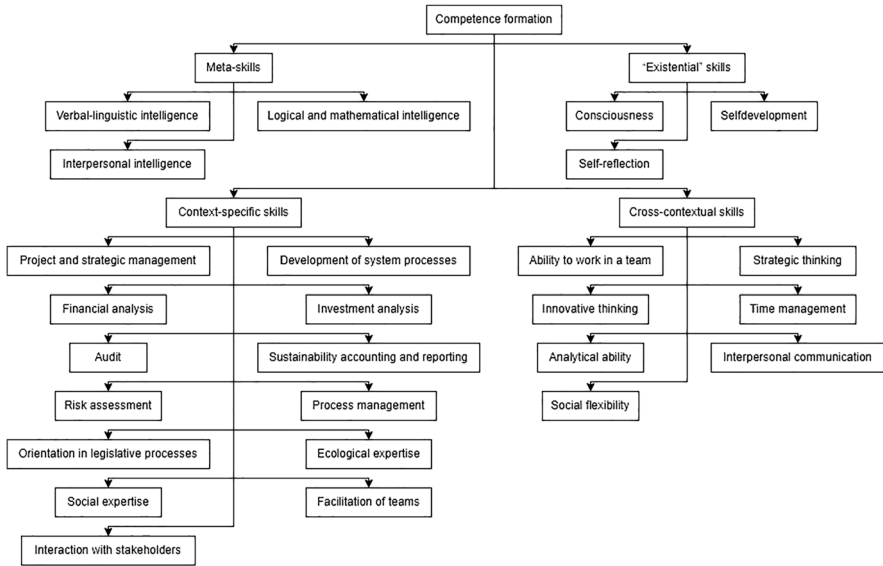 Competence formation
Meta-skills
"Existential" skills
Verbal-linguistic intelligence
Logical and mathematical intelligence
Consciousness
Selfdevelopment
Interpersonal intelligence
Self-reflection
Context-specific skills
Cross-contextual skills
Project and strategic management
Development of system processes
Ability to work in a team
Strategic thinking
Financial analysis
Investment analysis
Innovative thinking
Time management
Audit
Sustainability accounting and reporting
Analytical ability
Interpersonal communication
Risk assessment
Process management
Social flexibility
Orientation in legislative processes
Ecological expertise
Social expertise
Facilitation of teams
Interaction with stakeholders